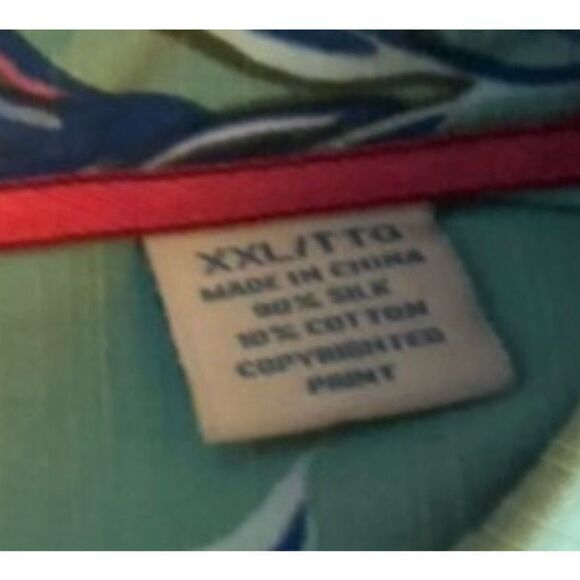 XXL/TTG
MADE IN CHINA
90% SILK
10% COTTON
COPYRIGHTED
PRINT